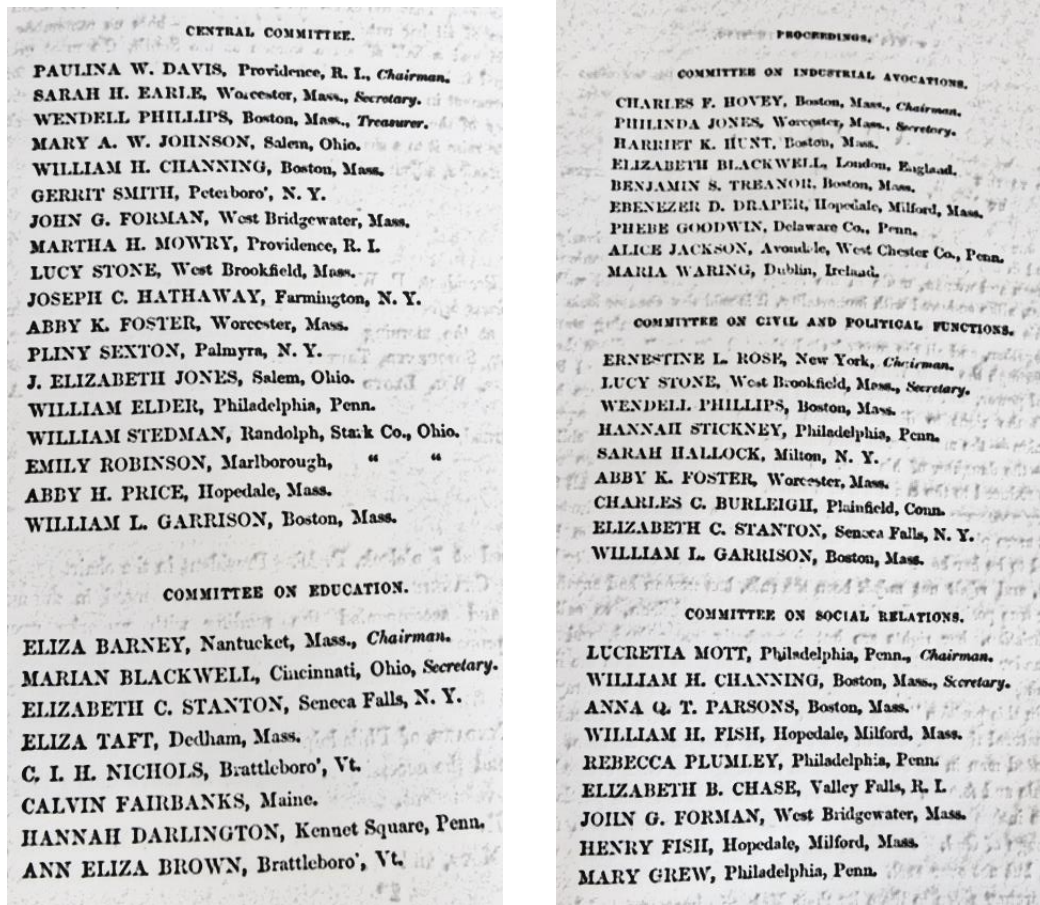 CENTRAL COMMITTEE.
PAULINA W. DAVIS, Providence, R. I., Chairman.
SARAH H. EARLE, Worcester, Mass., Secretary.
WENDELL PHILLIPS, Boston, Mass., Treasurer.
MARY A. W. JOHNSON, Salem, Ohio.
WILLIAM H. CHANNING, Boston, Mass.
GERRIT SMITH, Peterboro', N. Y.
JOHN G. FORMAN, West Bridgewater, Mass.
MARTHA H. MOWRY, Providence, R. I.
LUCY STONE, West Brookfield, Mass.
JOSEPH C. HATHAWAY, Farmington, N. Y.
ABBY K. FOSTER, Worcester, Mass.
PLINY SEXTON, Palmyra, N. Y.
J. ELIZABETH JONES, Salem, Ohio.
WILLIAM ELDER, Philadelphia, Penn.
WILLIAM STEDMAN, Randolph, Stark Co., Ohio.
EMILY ROBINSON, Marlborough, “ “
ABBY H. PRICE, Hopedale, Mass.
WILLIAM L. GARRISON, Boston, Mass.
COMMITTEE ON EDUCATION.
ELIZA BARNEY, Nantucket, Mass., Chairman.
MARIAN BLACKWELL, Cincinnati, Ohio, Secretary.
ELIZABETH C. STANTON, Seneca Falls, N. Y.
ELIZA TAFT, Dedham, Mass.
C. I. H. NICHOLS, Brattleboro', Vt.
CALVIN FAIRBANKS, Maine.
HANNAH DARLINGTON, Kennet Square, Penn.
ANN ELIZA BROWN, Brattleboro', Vt.
PROCEEDINGS.
COMMITTEE ON INDUSTRIAL AVOCATIONS.
CHARLES F. HOVEY, Boston, Mass., Chairman.
PHILINDA JONES, Worcester, Mass., Secretary.
HARRIET K. HUNT, Boston, Mass.
ELIZABETH BLACKWELL, London, England.
BENJAMIN S. TREANOR, Boston, Mass.
EBENEZER D. DRAPER, Hopedale, Milford, Mass.
PHEBE GOODWIN, Delaware Co., Penn.
ALICE JACKSON, Avondale, West Chester Co., Penn.
MARIA WARING, Dublin, Ireland.
COMMITTEE ON CIVIL AND POLITICAL FUNCTIONS.
ERNESTINE L. ROSE, New York, Chairman.
LUCY STONE, West Brookfield, Mass., Secretary.
WENDELL PHILLIPS, Boston, Mass.
HANNAH STICKNEY, Philadelphia, Penn.
SARAH HALLOCK, Milton, N. Y.
ABBY K. FOSTER, Worcester, Mass.
CHARLES C. BURLEIGH, Plainfield, Conn.
ELIZABETH C. STANTON, Seneca Falls, N. Y.
WILLIAM L. GARRISON, Boston, Mass.
COMMITTEE ON SOCIAL RELATIONS.
LUCRETIA MOTT, Philadelphia, Penn., Chairman.
WILLIAM H. CHANNING, Boston, Mass., Secretary.
ANNA Q. T. PARSONS, Boston, Mass.
WILLIAM H. FISH, Hopedale, Milford, Mass.
REBECCA PLUMLEY, Philadelphia, Penn.
ELIZABETH B. CHASE, Valley Falls, R. I.
JOHN G. FORMAN, West Bridgewater, Mass.
HENRY FISH, Hopedale, Milford, Mass.
MARY GREW, Philadelphia, Penn.